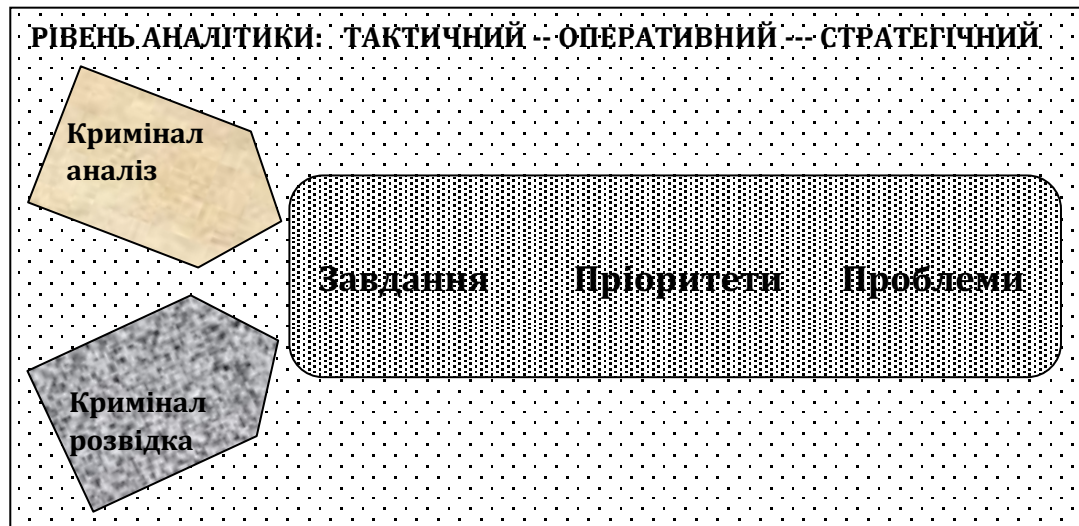 РІВЕНЬ АНАЛІТИКИ: ТАКТИЧНИЙ -- ОПЕРАТИВНИЙ --- СТРАТЕГІЧНИЙ
Кримінал
аналіз
Завдання Пріоритети Проблеми
Кримінал
розвідка